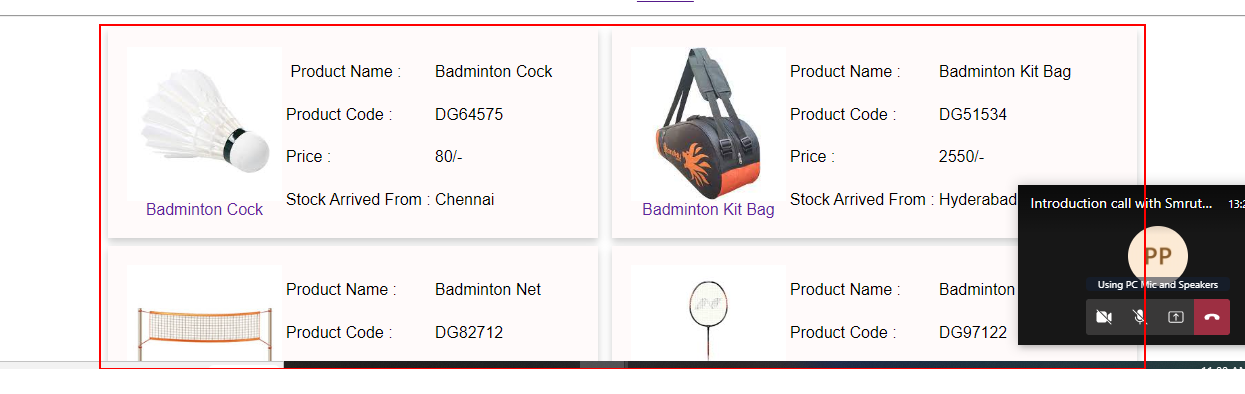 Product Name : Badminton Cock
Product Code : DG64575
Price : 80/-
Stock Arrived From : Chennai
Badminton Cock
Product Name : Badminton Kit Bag
Product Code : DG51534
Price : 2550/-
Stock Arrived From : Hyderabad
Badminton Kit Bag
Product Name : Badminton Net
Product Code : DG82712
Product Name : Badminton
Product Code : DG97122
Introduction call with Smrut...
PP
Using PC Mic and Speakers